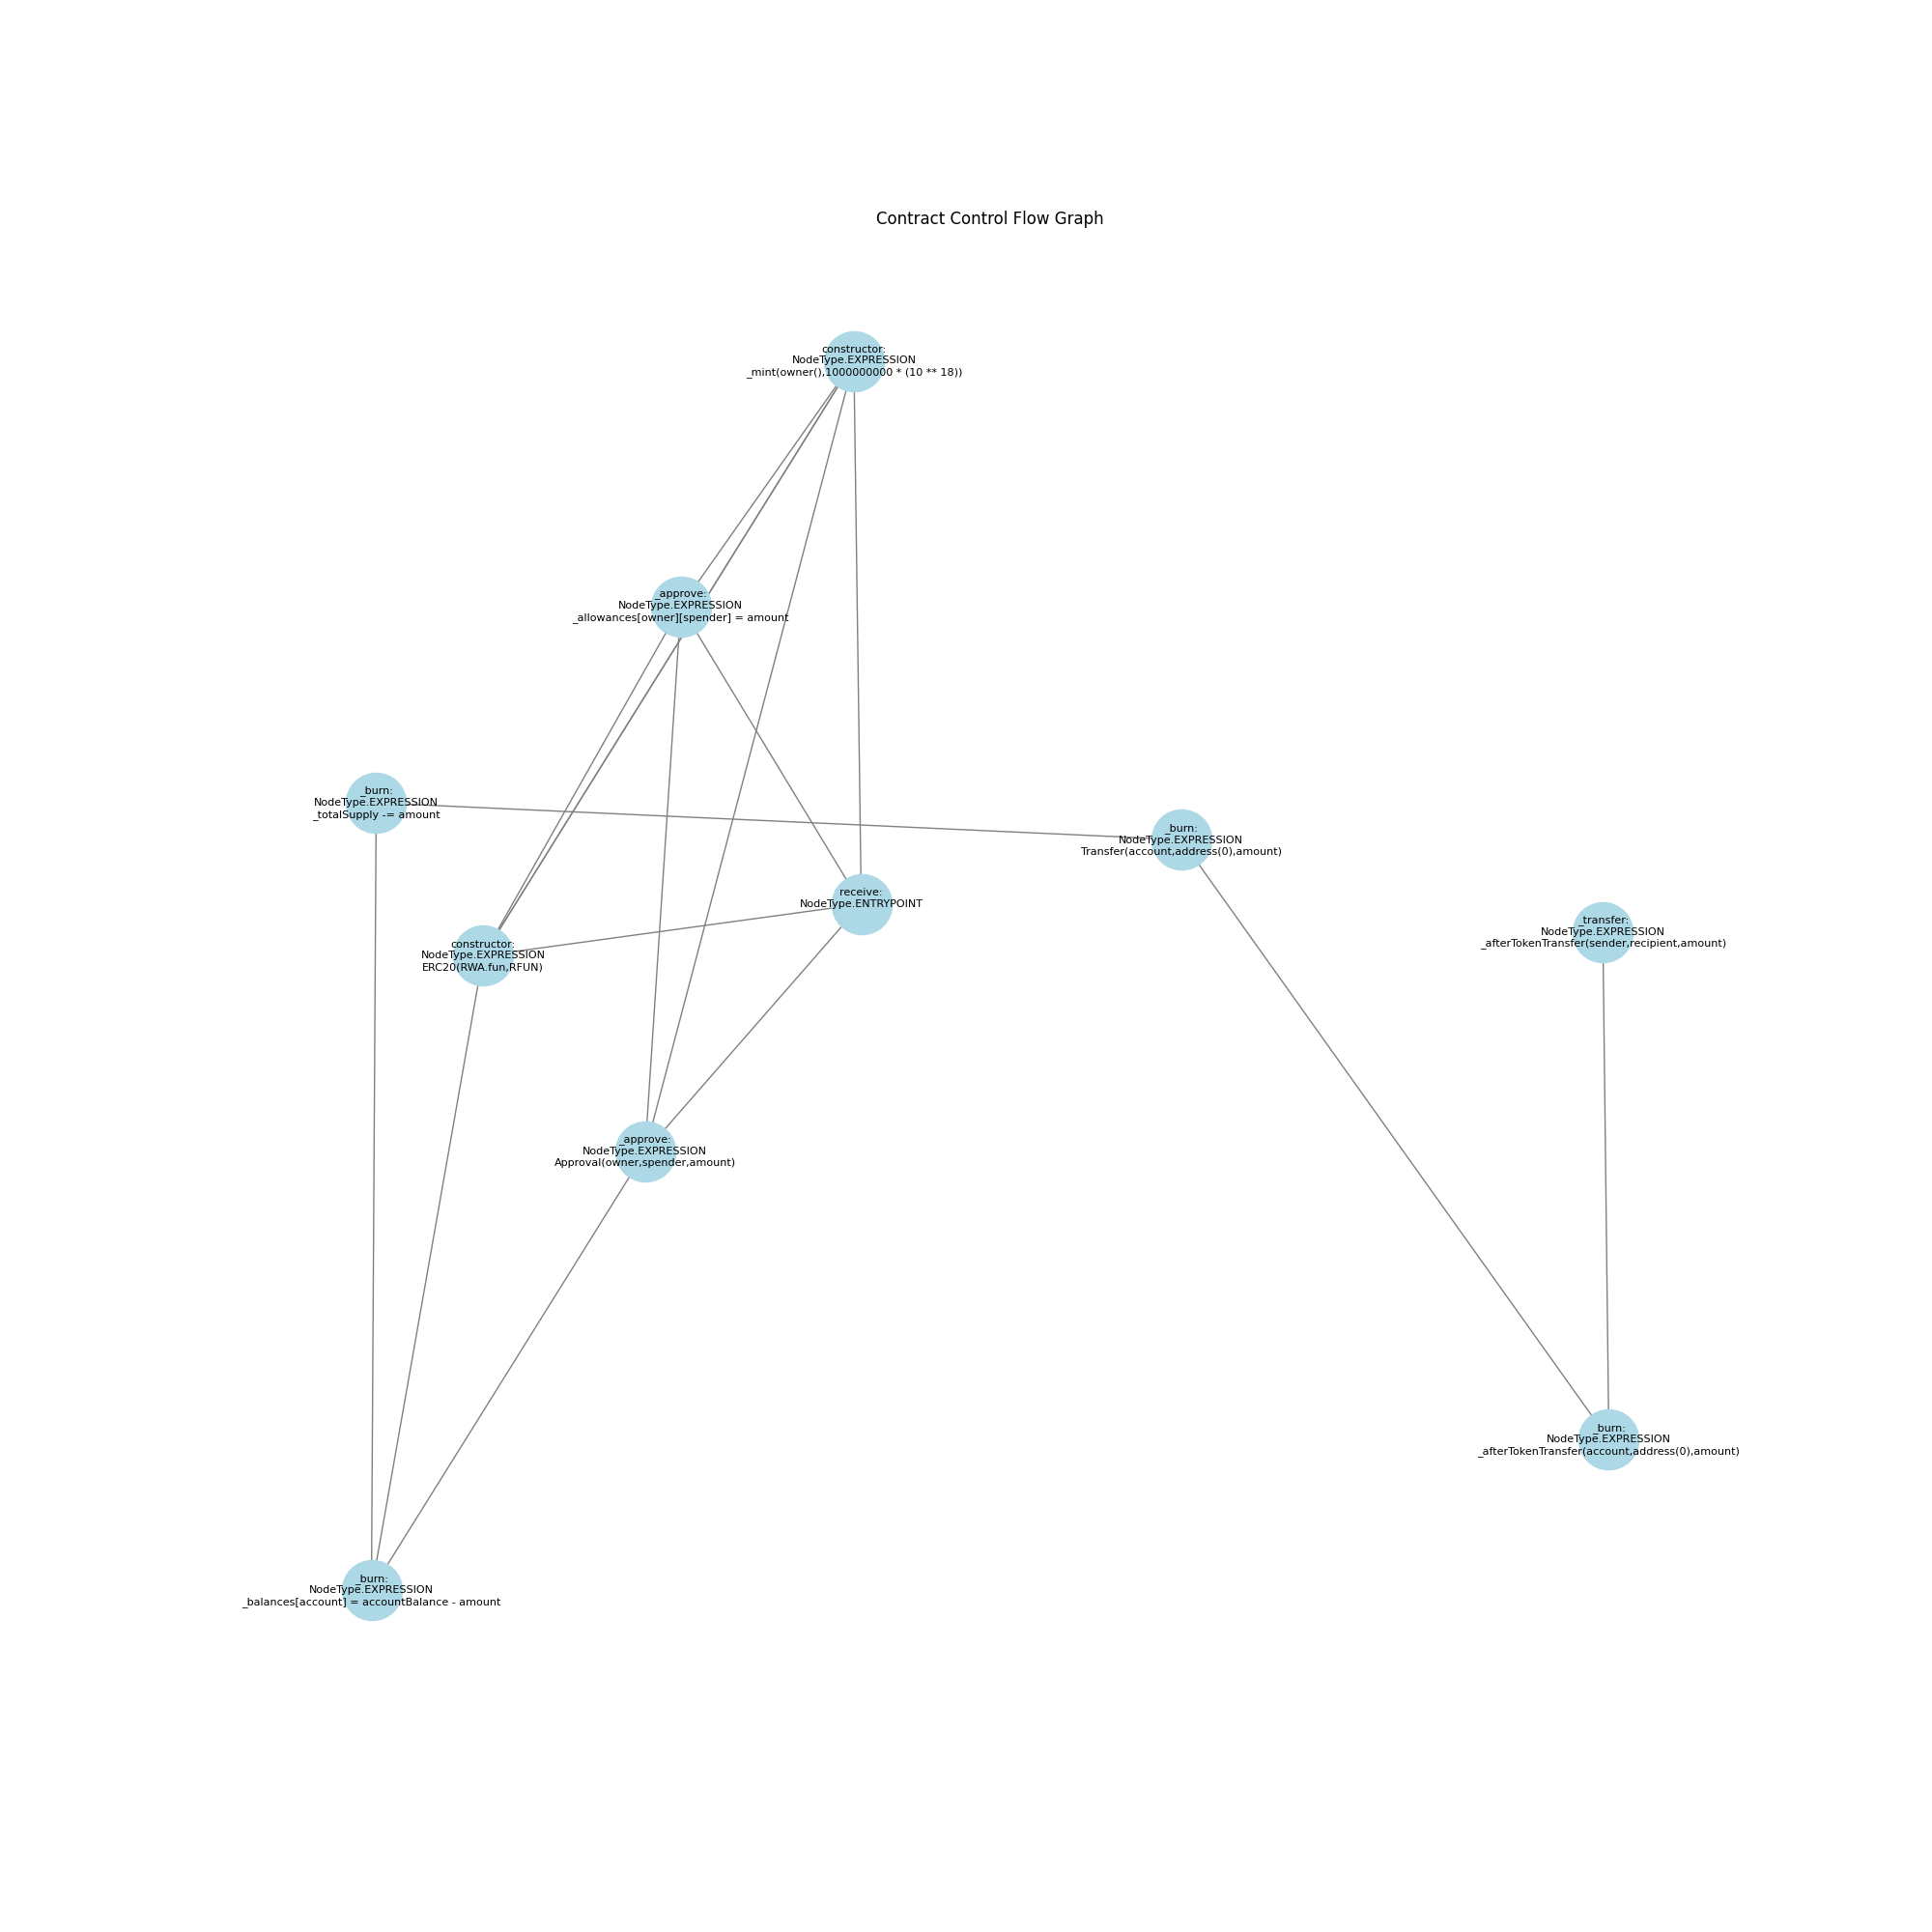 Contract Control Flow Graph
constructor:
NodeType.EXPRESSION
_mint(owner(),1000000000 * (10 ** 18))
_approve:
NodeType.EXPRESSION
_allowances[owner][spender] = amount
_burn:
NodeType.EXPRESSION
_totalSupply -= amount
_burn:
NodeType.EXPRESSION
Transfer(account,address(0),amount)
receive:
NodeType.ENTRYPOINT
_transfer:
NodeType.EXPRESSION
_afterTokenTransfer(sender,recipient,amount)
constructor:
NodeType.EXPRESSION
ERC20(RWA.fun,RFUN)
_approve:
NodeType.EXPRESSION
Approval(owner,spender,amount)
_burn:
NodeType.EXPRESSION
_afterTokenTransfer(account,address(0),amount)
_burn:
NodeType.EXPRESSION
_balances[account] = accountBalance - amount